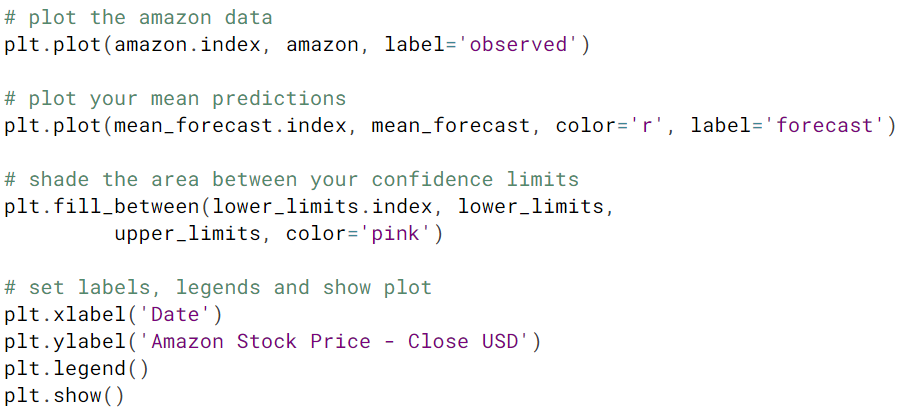 # plot the amazon data
plt.plot(amazon.index, amazon, label='observed')
# plot your mean predictions
plt.plot(mean_forecast.index, mean_forecast, color='r', label='forecast')
# shade the area between your confidence limits
plt.fill_between(lower_limits.index, lower_limits,
         upper_limits, color='pink')
# set labels, legends and show plot
plt.xlabel('Date')
plt.ylabel('Amazon Stock Price - Close USD')
plt.legend()
plt.show()